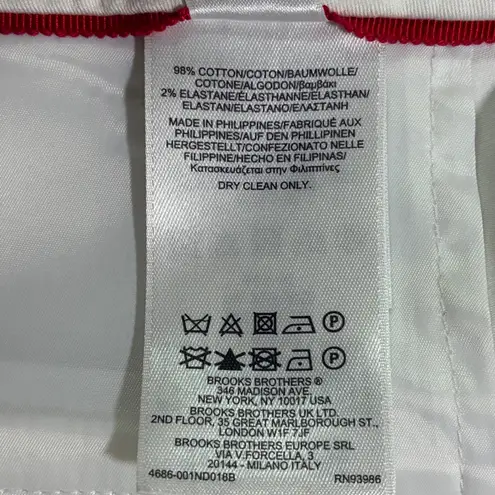 98% COTTON/COTON/BAUMWOLLE/
COTONE/ALGODON/βαμβάκι
2% ELASTANE/ÉLASTHANNE/ELASTHAN/
ELASTAN/ELASTANO/ΕΛΑΣΤΑΝΗ
MADE IN PHILIPPINES/FABRIQUÉ AUX
PHILIPPINES/AUF DEN PHILLIPINEN
HERGESTELLT/CONFEZIONATO NELLE
FILIPPINE/HECHO EN FILIPINAS/
Κατασκευάζεται στην Φιλιππίνες
DRY CLEAN ONLY.
P
P
BROOKS BROTHERS ®
346 MADISON AVE.
NEW YORK, NY 10017 USA
BROOKS BROTHERS UK LTD.
2ND FLOOR, 35 GREAT MARLBOROUGH ST.,
LONDON W1F 7JF
BROOKS BROTHERS EUROPE SRL
VIA V.FORCELLA, 3
20144 - MILANO ITALY
4686-001ND016B RN93986